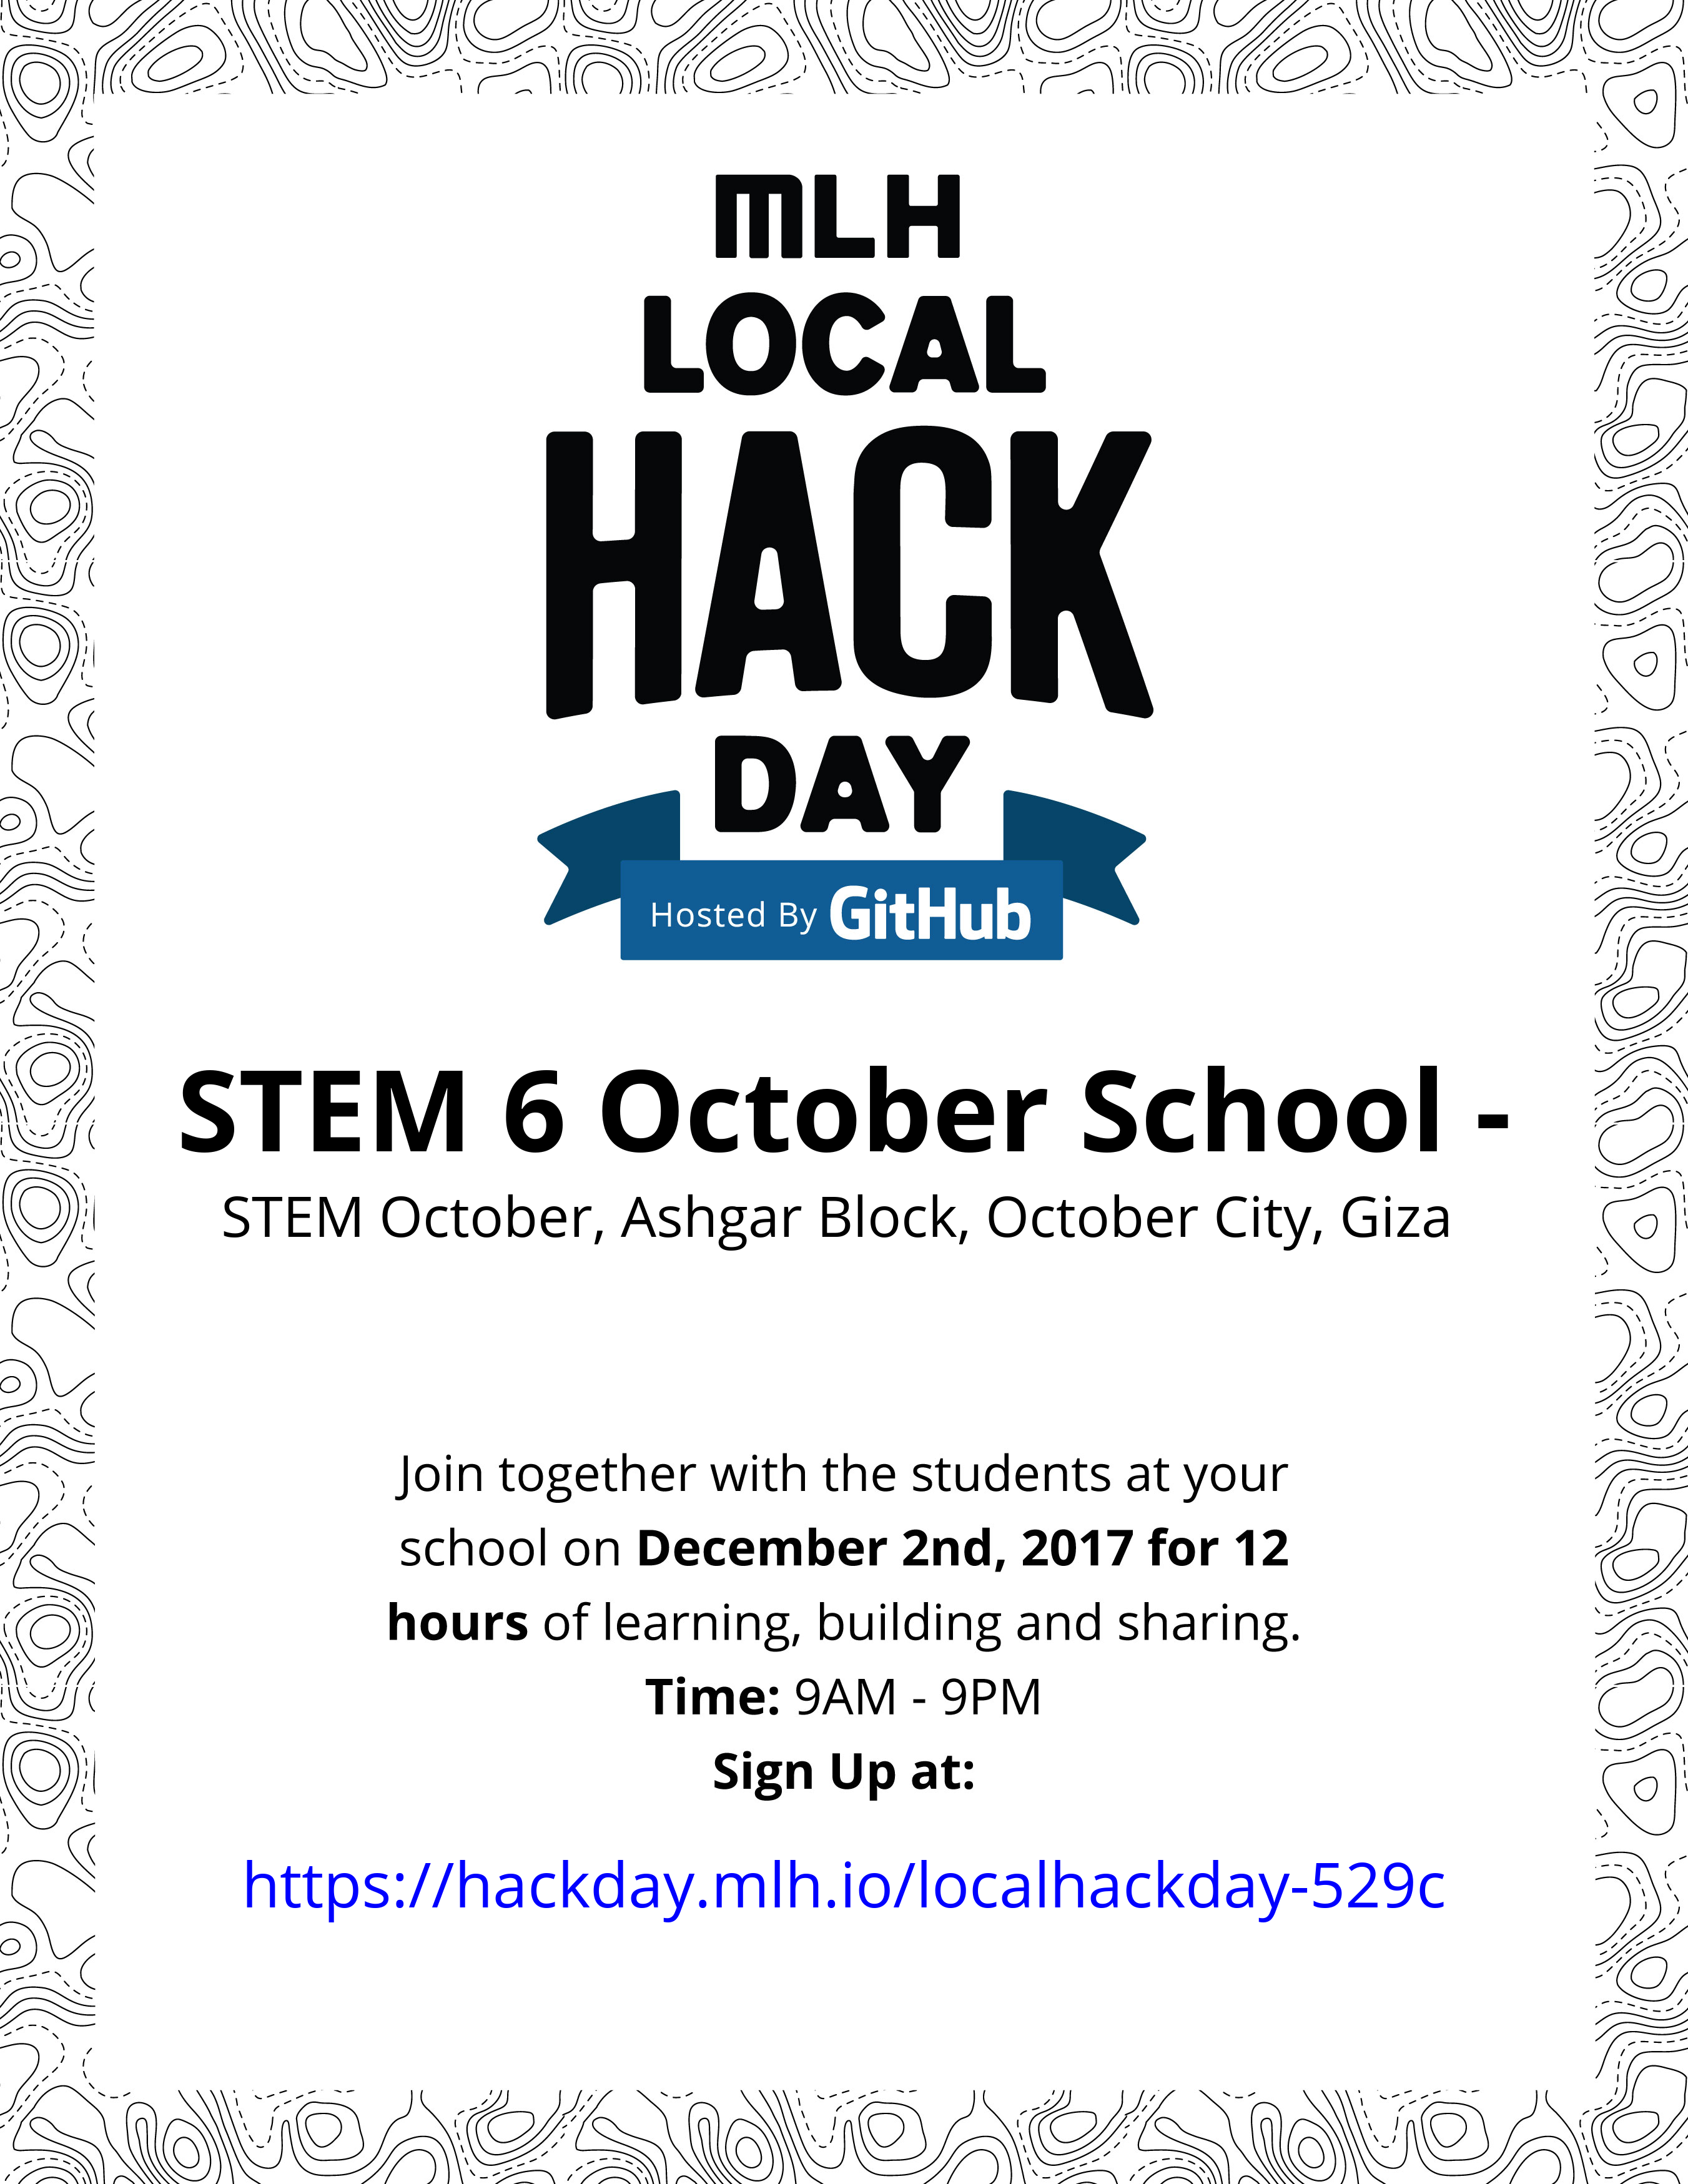 MLH
LOCAL
HACK
DAY
Hosted By GitHub
STEM 6 October School -
STEM October, Ashgar Block, October City, Giza
Join together with the students at your
school on December 2nd, 2017 for 12
hours of learning, building and sharing.
Time: 9AM - 9PM
Sign Up at:
https://hackday.mlh.io/localhackday-529c